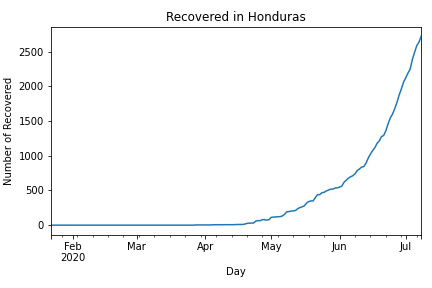 Recovered in Honduras
Number of Recovered
2500
2000
1500
1000
500
0
Feb Mar Apr May Jun Jul
2020
Day